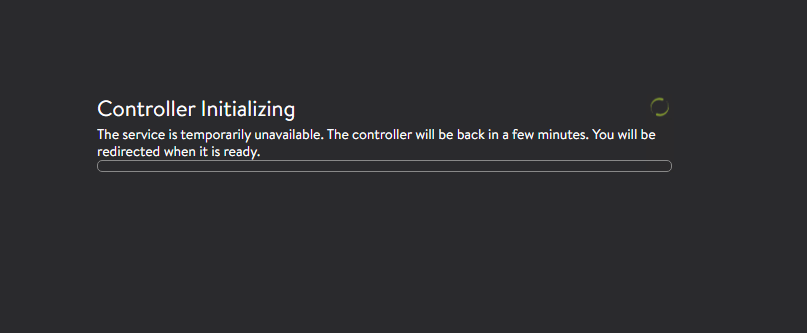 Controller Initializing
The service is temporarily unavailable. The controller will be back in a few minutes. You will be
redirected when it is ready.